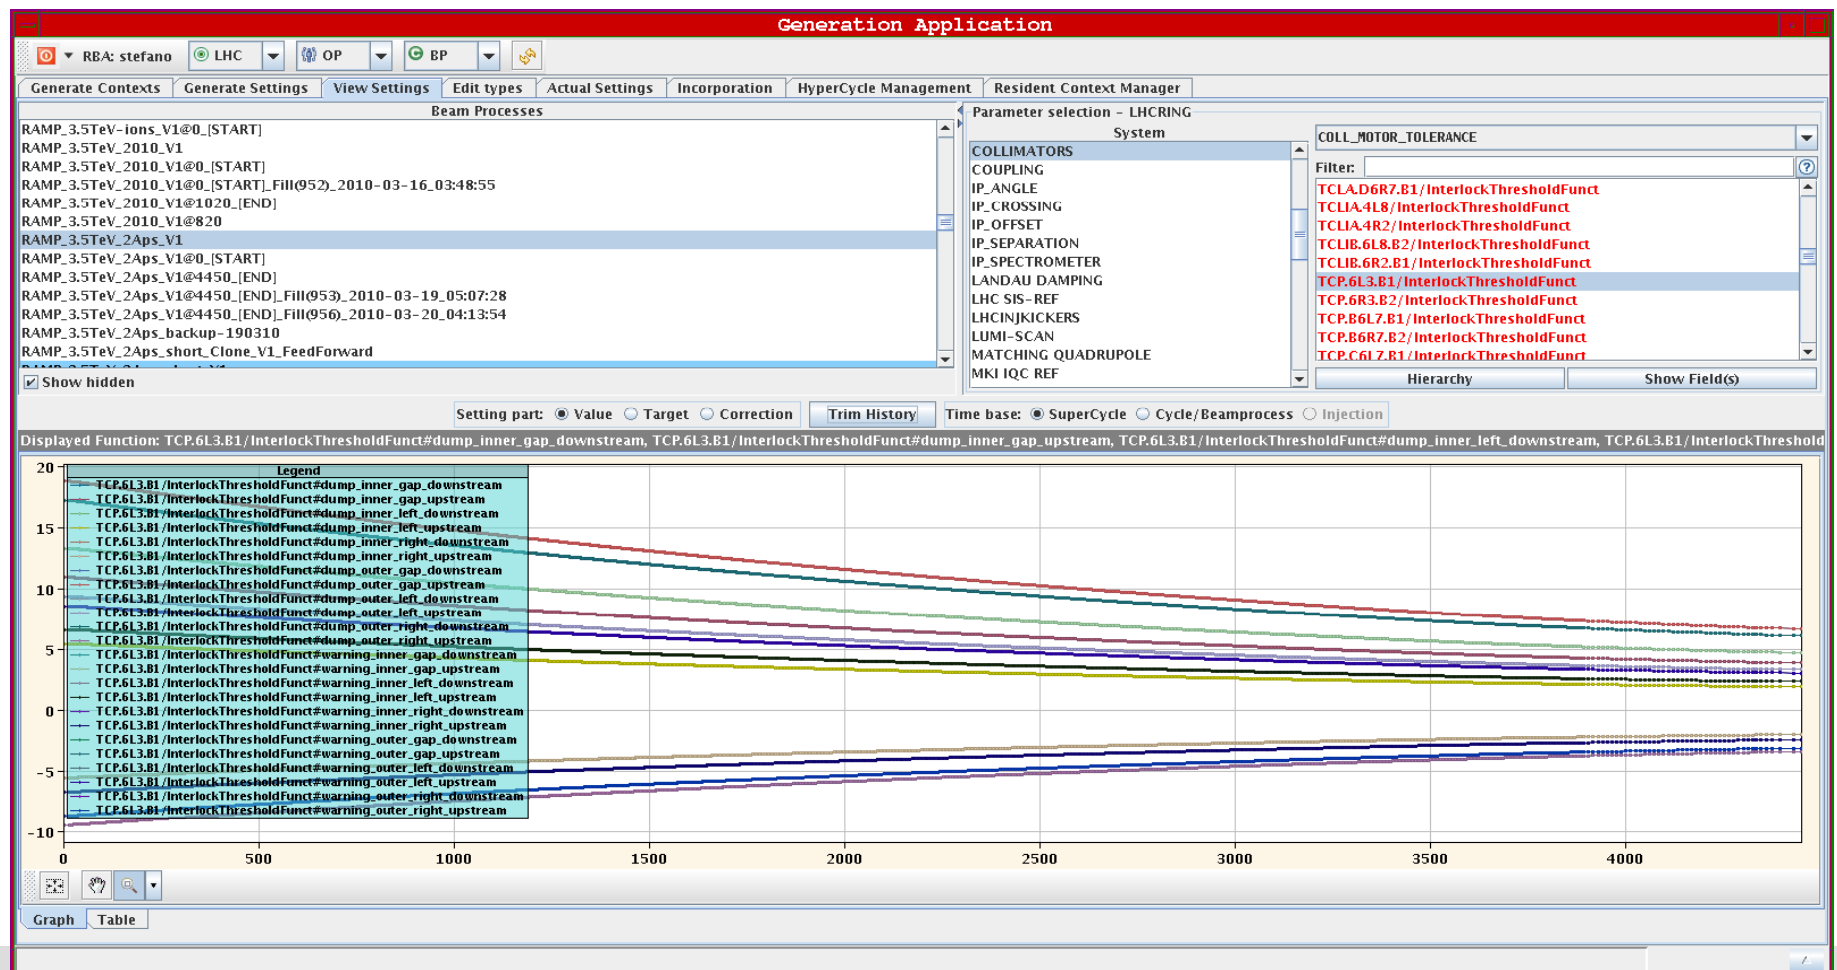 Generation Application
RBA: stefano LHC OP BP
Generate Contexts Generate Settings View Settings Edit types Actual Settings Incorporation HyperCycle Management Resident Context Manager
Beam Processes
RAMP_3.5TeV-ions_V1@0_[START]
RAMP_3.5TeV_2010_V1
RAMP_3.5TeV_2010_V1@0_[START]
RAMP_3.5TeV_2010_V1@0_[START]_Fill(952)_2010-03-16_03:48:55
RAMP_3.5TeV_2010_V1@1020_[END]
RAMP_3.5TeV_2010_V1@820
RAMP_3.5TeV_2Aps_V1
RAMP_3.5TeV_2Aps_V1@0_[START]
RAMP_3.5TeV_2Aps_V1@4450_[END]
RAMP_3.5TeV_2Aps_V1@4450_[END]_Fill(953)_2010-03-19_05:07:28
RAMP_3.5TeV_2Aps_V1@4450_[END]_Fill(956)_2010-03-20_04:13:54
RAMP_3.5TeV_2Aps_backup-190310
RAMP_3.5TeV_2Aps_short_Clone_V1_FeedForward
Show hidden
Parameter selection - LHCRING
System
COLLIMATORS
COUPLING
IP_ANGLE
IP_CROSSING
IP_OFFSET
IP_SEPARATION
IP_SPECTROMETER
LANDAU DAMPING
LHC SIS-REF
LHCINJKICKERS
LUMI-SCAN
MATCHING QUADRUPOLE
MKI IQC REF
COLL_MOTOR_TOLERANCE
Filter:
TCLA.D6R7.B1/InterlockThresholdFunct
TCLIA.4L8/InterlockThresholdFunct
TCLIA.4R2/InterlockThresholdFunct
TCLIB.6L8.B2/InterlockThresholdFunct
TCLIB.6R2.B1/InterlockThresholdFunct
TCP.6L3.B1/InterlockThresholdFunct
TCP.6R3.B2/InterlockThresholdFunct
TCP.B6L7.B1/InterlockThresholdFunct
TCP.B6R7.B2/InterlockThresholdFunct
TCP.C6L7.B1/InterlockThresholdFunct
Hierarchy Show Field(s)
Setting part: Value Target Correction Trim History Time base: SuperCycle Cycle/Beamprocess Injection
Displayed Function: TCP.6L3.B1/InterlockThresholdFunct#dump_inner_gap_downstream, TCP.6L3.B1/InterlockThresholdFunct#dump_inner_gap_upstream, TCP.6L3.B1/InterlockThresholdFunct#dump_inner_left_downstream, TCP.6L3.B1/InterlockThreshold
Legend
TCP.6L3.B1/InterlockThresholdFunct#dump_inner_gap_downstream
TCP.6L3.B1/InterlockThresholdFunct#dump_inner_gap_upstream
TCP.6L3.B1/InterlockThresholdFunct#dump_inner_left_downstream
TCP.6L3.B1/InterlockThresholdFunct#dump_inner_left_upstream
TCP.6L3.B1/InterlockThresholdFunct#dump_inner_right_downstream
TCP.6L3.B1/InterlockThresholdFunct#dump_inner_right_upstream
TCP.6L3.B1/InterlockThresholdFunct#dump_outer_gap_downstream
TCP.6L3.B1/InterlockThresholdFunct#dump_outer_gap_upstream
TCP.6L3.B1/InterlockThresholdFunct#dump_outer_left_downstream
TCP.6L3.B1/InterlockThresholdFunct#dump_outer_left_upstream
TCP.6L3.B1/InterlockThresholdFunct#dump_outer_right_downstream
TCP.6L3.B1/InterlockThresholdFunct#dump_outer_right_upstream
TCP.6L3.B1/InterlockThresholdFunct#warning_inner_gap_downstream
TCP.6L3.B1/InterlockThresholdFunct#warning_inner_gap_upstream
TCP.6L3.B1/InterlockThresholdFunct#warning_inner_left_downstream
TCP.6L3.B1/InterlockThresholdFunct#warning_inner_left_upstream
TCP.6L3.B1/InterlockThresholdFunct#warning_inner_right_downstream
TCP.6L3.B1/InterlockThresholdFunct#warning_inner_right_upstream
TCP.6L3.B1/InterlockThresholdFunct#warning_outer_gap_downstream
TCP.6L3.B1/InterlockThresholdFunct#warning_outer_gap_upstream
TCP.6L3.B1/InterlockThresholdFunct#warning_outer_left_downstream
TCP.6L3.B1/InterlockThresholdFunct#warning_outer_left_upstream
TCP.6L3.B1/InterlockThresholdFunct#warning_outer_right_downstream
TCP.6L3.B1/InterlockThresholdFunct#warning_outer_right_upstream
20
15
10
5
0
-5
-10
0 500 1000 1500 2000 2500 3000 3500 4000
Graph Table